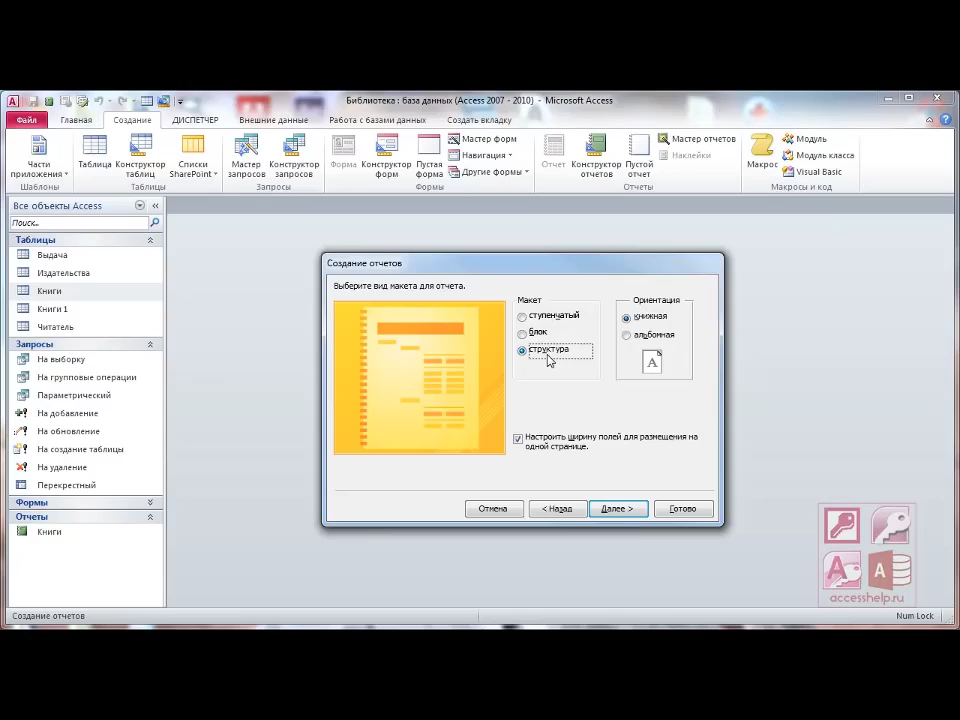 Библиотека : база данных (Access 2007 - 2010) - Microsoft Access
Файл
Главная
Создание
ДИСПЕТЧЕР
Внешние данные
Работа с базами данных
Создать вкладку
Части приложения
Таблица
Конструктор таблиц
Списки SharePoint
Мастер запросов
Конструктор запросов
Форма
Конструктор форм
Пустая форма
Мастер форм
Навигация
Другие формы
Отчет
Конструктор отчетов
Пустой отчет
Мастер отчетов
Наклейки
Макрос
Модуль
Модуль класса
Visual Basic
Шаблоны
Таблицы
Запросы
Формы
Отчеты
Макросы и код
Все объекты Access
Поиск...
Таблицы
Выдача
Издательства
Книги
Книги 1
Читатель
Запросы
На выборку
На групповые операции
Параметрический
На добавление
На обновление
На создание таблицы
На удаление
Перекрестный
Формы
Отчеты
Книги
Создание отчетов
Выберите вид макета для отчета.
Макет
ступенчатый
блок
структура
Ориентация
книжная
альбомная
A
Настроить ширину полей для размещения на
одной странице.
Отмена
< Назад
Далее >
Готово
accesshelp.ru
Создание отчетов
Num Lock